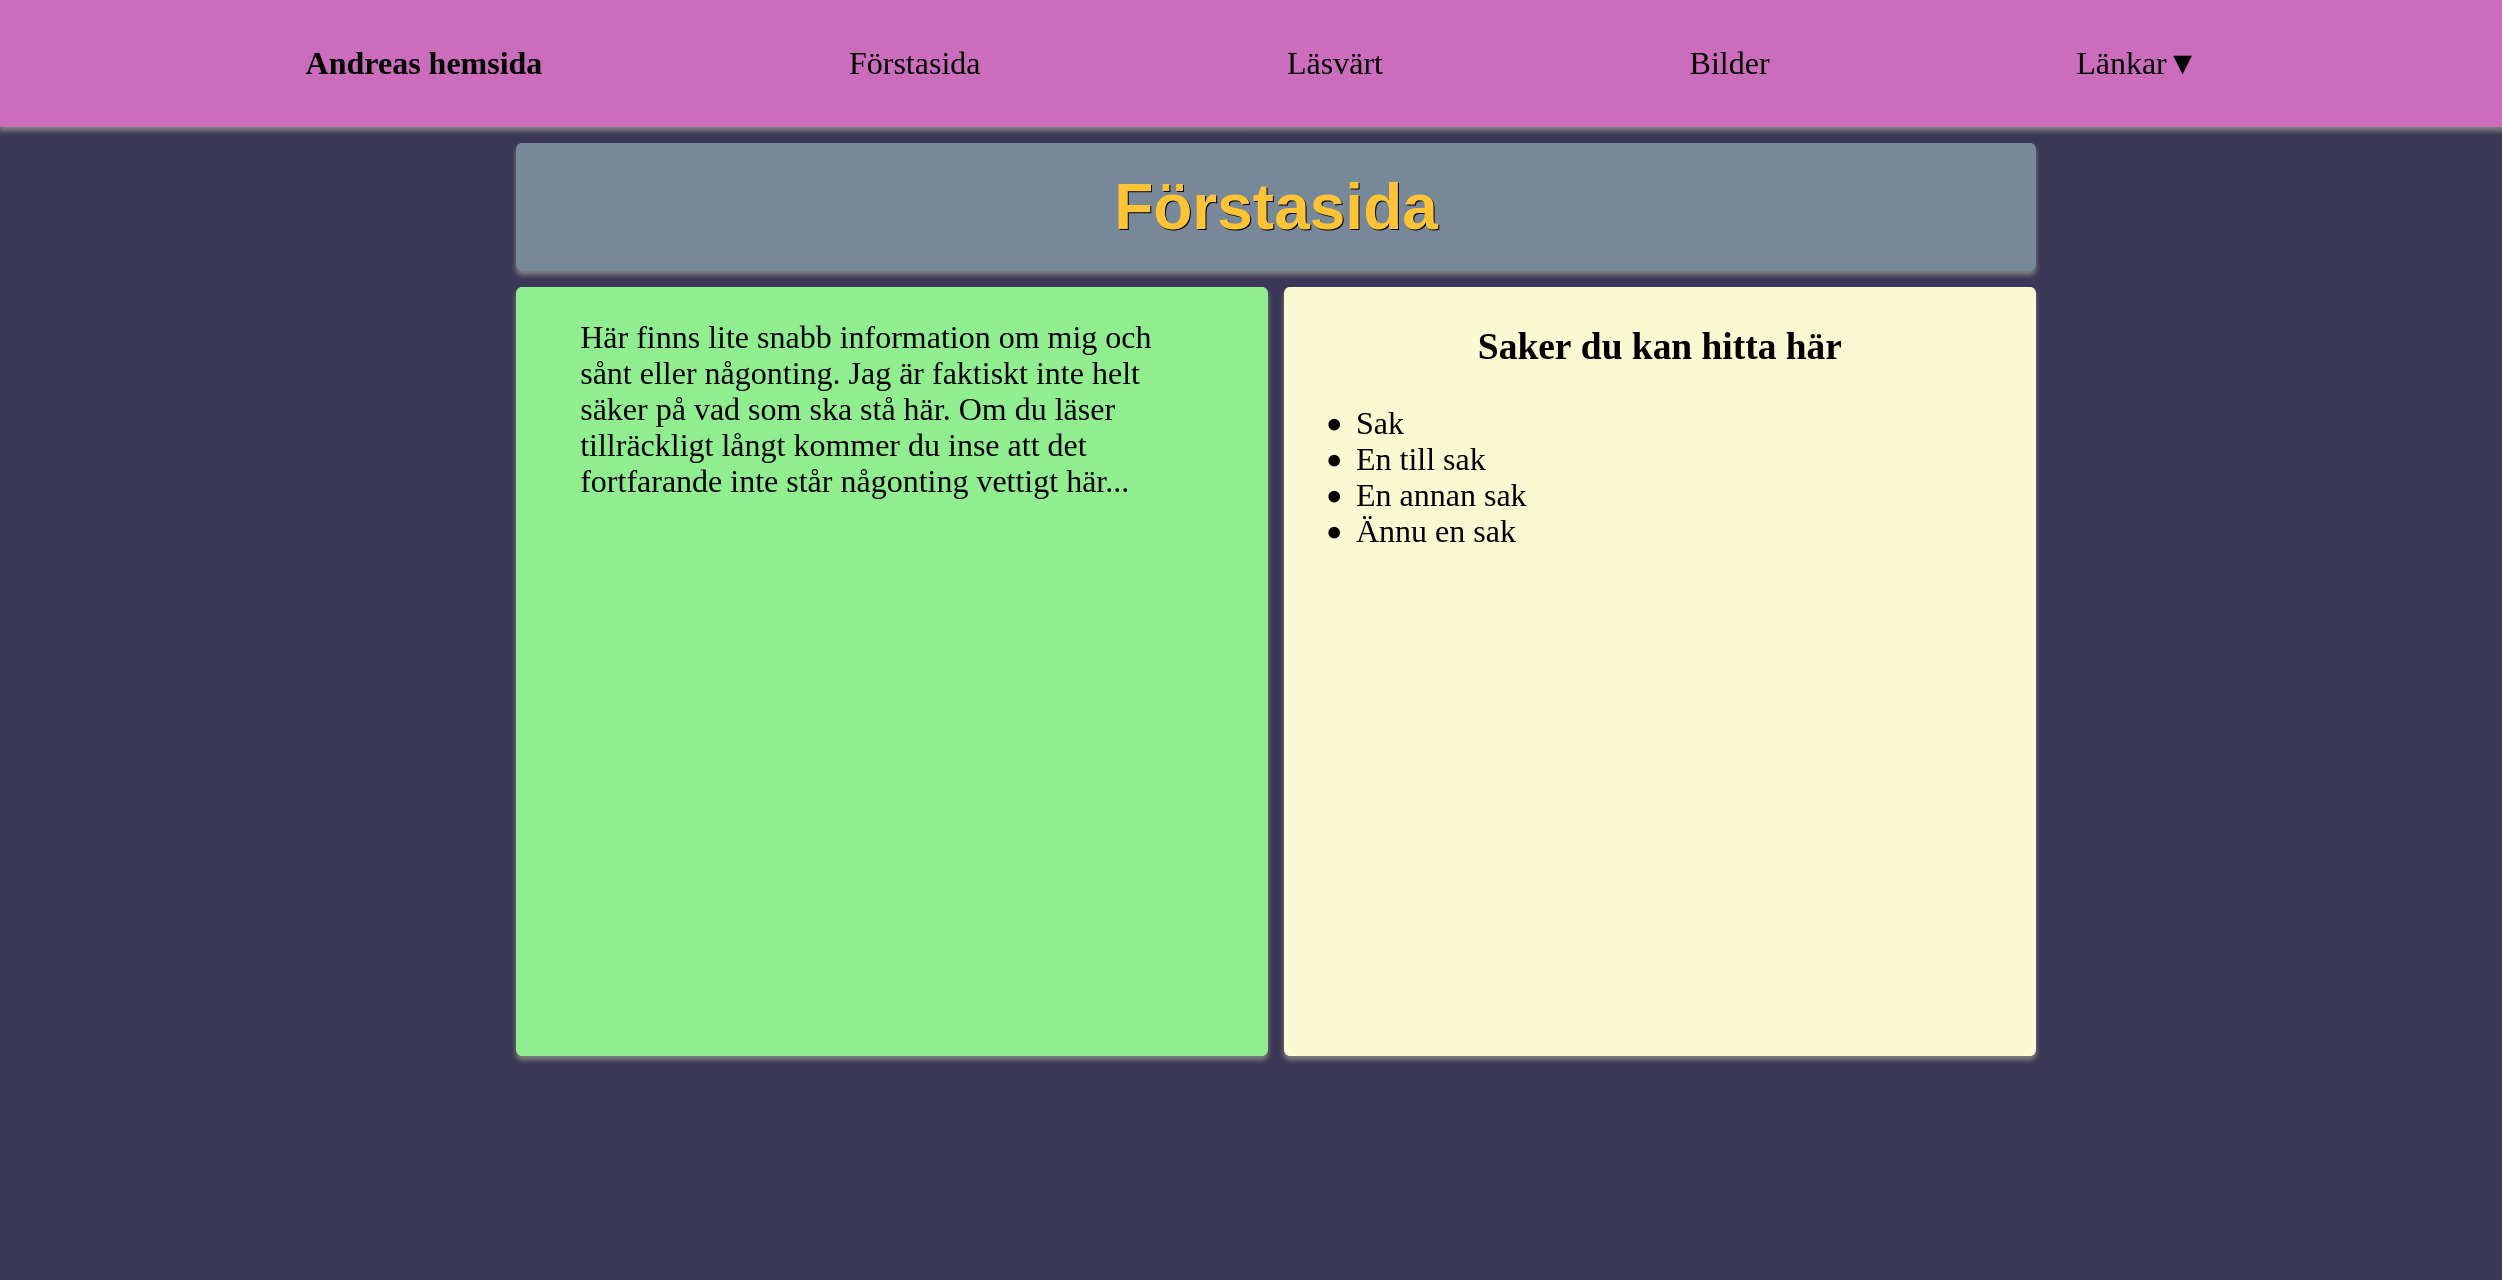 Andreas hemsida Förstasida Läsvärt Bilder Länkar▼
Förstasida
Här finns lite snabb information om mig och
sånt eller någonting. Jag är faktiskt inte helt
säker på vad som ska stå här. Om du läser
tillräckligt långt kommer du inse att det
fortfarande inte står någonting vettigt här...
Saker du kan hitta här
• Sak
• En till sak
• En annan sak
• Ännu en sak